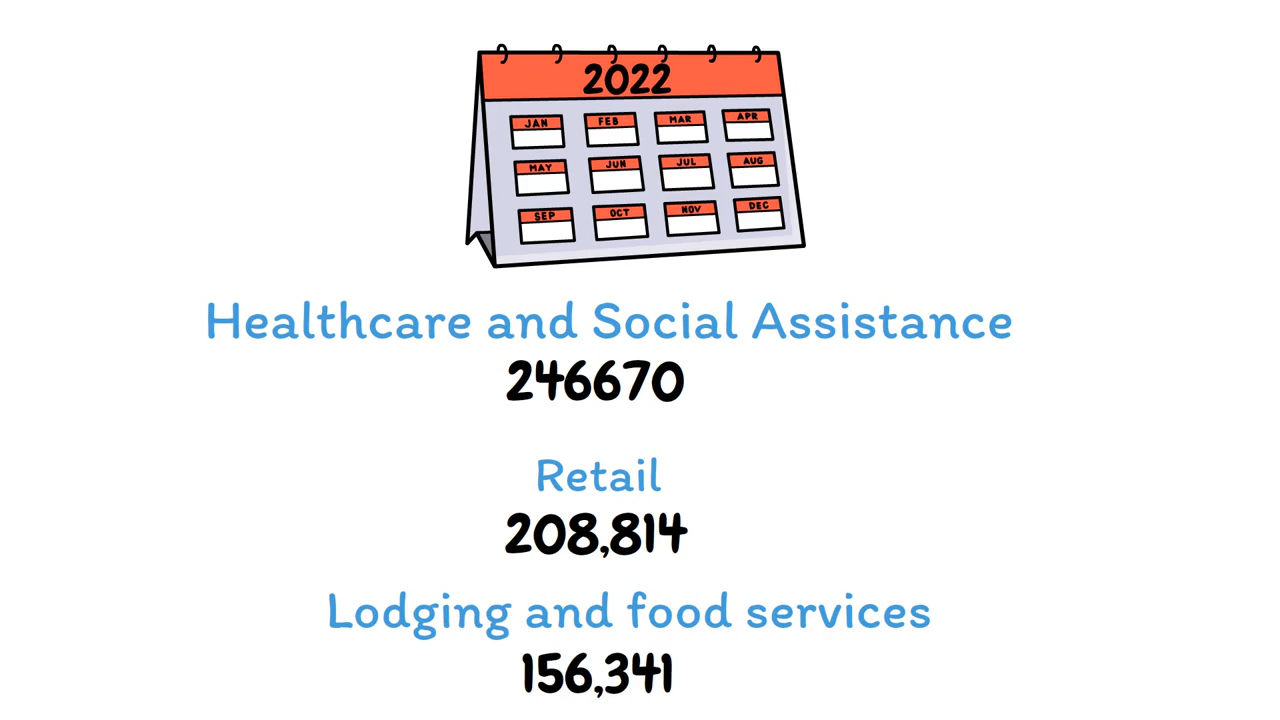 2022
JAN FEB MAR APR
MAY JUN JUL AUG
SEP OCT NOV DEC
Healthcare and Social Assistance
246670
Retail
208,814
Lodging and food services
156,341